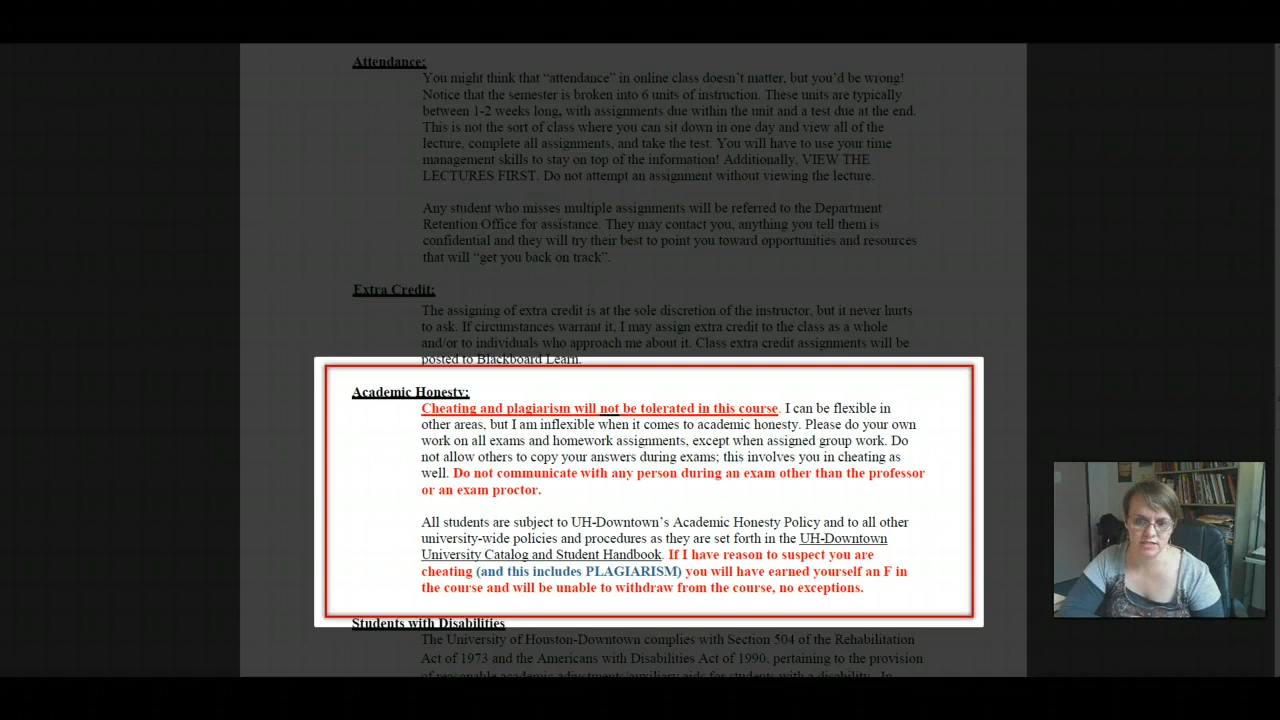 Attendance:
You might think that “attendance” in online class doesn’t matter, but you’d be wrong!
Notice that the semester is broken into 6 units of instruction. These units are typically
between 1-2 weeks long, with assignments due within the unit and a test due at the end.
This is not the sort of class where you can sit down in one day and view all of the
lecture, complete all assignments, and take the test. You will have to use your time
management skills to stay on top of the information! Additionally, VIEW THE
LECTURES FIRST. Do not attempt an assignment without viewing the lecture.
Any student who misses multiple assignments will be referred to the Department
Retention Office for assistance. They may contact you, anything you tell them is
confidential and they will try their best to point you toward opportunities and resources
that will “get you back on track”.
Extra Credit:
The assigning of extra credit is at the sole discretion of the instructor, but it never hurts
to ask. If circumstances warrant it, I may assign extra credit to the class as a whole
and/or to individuals who approach me about it. Class extra credit assignments will be
posted to Blackboard Learn.
Academic Honesty:
Cheating and plagiarism will not be tolerated in this course. I can be flexible in
other areas, but I am inflexible when it comes to academic honesty. Please do your own
work on all exams and homework assignments, except when assigned group work. Do
not allow others to copy your answers during exams; this involves you in cheating as
well. Do not communicate with any person during an exam other than the professor
or an exam proctor.
All students are subject to UH-Downtown’s Academic Honesty Policy and to all other
university-wide policies and procedures as they are set forth in the UH-Downtown
University Catalog and Student Handbook. If I have reason to suspect you are
cheating (and this includes PLAGIARISM) you will have earned yourself an F in
the course and will be unable to withdraw from the course, no exceptions.
Students with Disabilities
The University of Houston-Downtown complies with Section 504 of the Rehabilitation
Act of 1973 and the Americans with Disabilities Act of 1990, pertaining to the provision
of reasonable academic adjustments/auxiliary aids for students with a disability. In